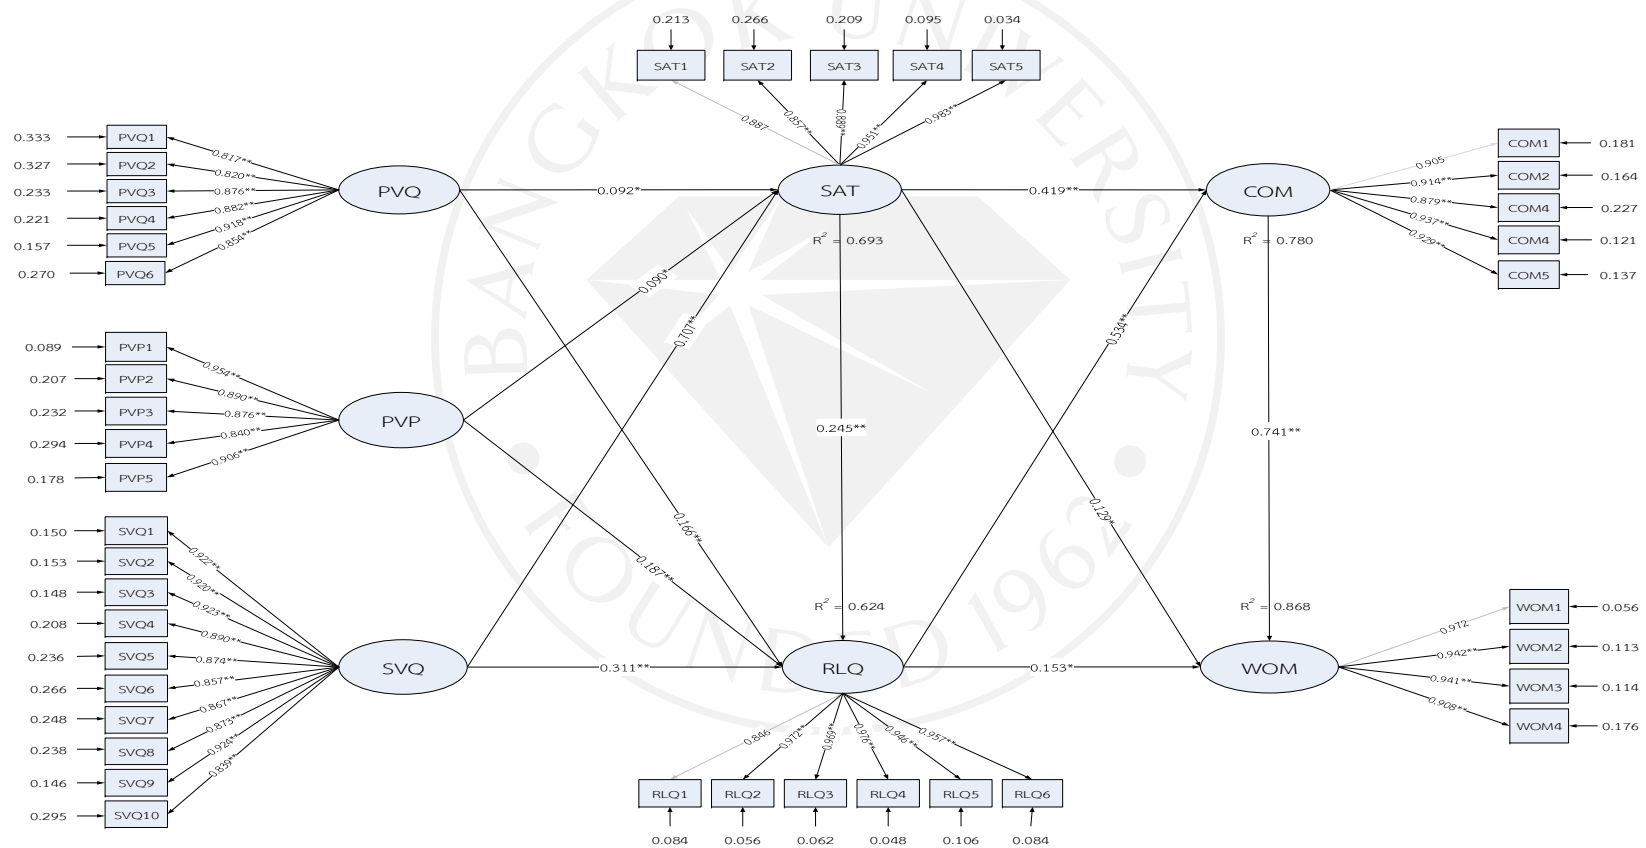 0.213 0.266 0.209 0.095 0.034
SAT1 SAT2 SAT3 SAT4 SAT5
0.887 0.857** 0.889** 0.951** 0.983**
0.333 PVQ1 0.817**
0.327 PVQ2 0.820**
0.233 PVQ3 0.876**
0.221 PVQ4 0.882**
0.157 PVQ5 0.918**
0.270 PVQ6 0.854**
PVQ 0.092* SAT 0.419** COM
R² = 0.693 R² = 0.780
0.905 COM1 0.181
0.914** COM2 0.164
0.879** COM4 0.227
0.937** COM4 0.121
0.929** COM5 0.137
0.090*
0.707**
0.534**
0.089 PVP1 0.954**
0.207 PVP2 0.890**
0.232 PVP3 0.876**
0.294 PVP4 0.840**
0.178 PVP5 0.906**
PVP
0.245** 0.741**
0.166** 0.129*
0.187**
0.150 SVQ1 0.922**
0.153 SVQ2 0.920**
0.148 SVQ3 0.923**
0.208 SVQ4 0.890**
0.236 SVQ5 0.874**
0.266 SVQ6 0.857**
0.248 SVQ7 0.867**
0.238 SVQ8 0.873**
0.146 SVQ9 0.924**
0.295 SVQ10 0.839**
R² = 0.624 R² = 0.868
SVQ 0.311** RLQ 0.153* WOM
0.972 WOM1 0.056
0.942** WOM2 0.113
0.941** WOM3 0.114
0.908** WOM4 0.176
0.846 0.972** 0.969** 0.976** 0.946** 0.957**
RLQ1 RLQ2 RLQ3 RLQ4 RLQ5 RLQ6
0.084 0.056 0.062 0.048 0.106 0.084
BANGKOK UNIVERSITY
FOUNDED 1962